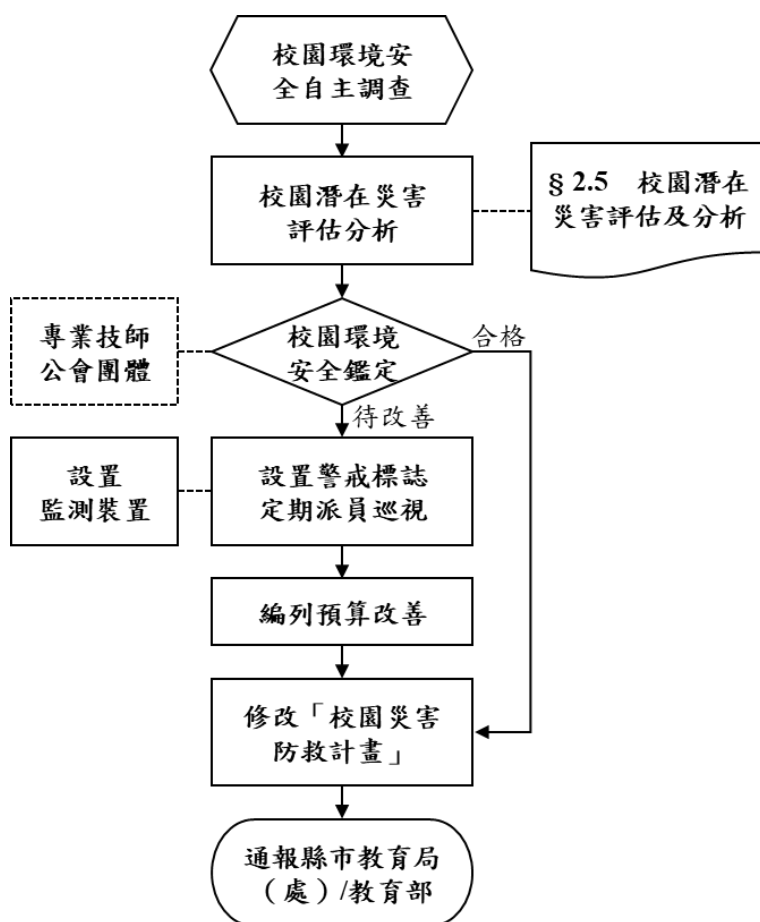 校園環境安
全自主調查
校園潛在災害
評估分析
§ 2.5 校園潛在
災害評估及分析
專業技師
公會團體
校園環境
安全鑑定
合格
待改善
設置
監測裝置
設置警戒標誌
定期派員巡視
編列預算改善
修改「校園災害
防救計畫」
通報縣市教育局
（處）/教育部